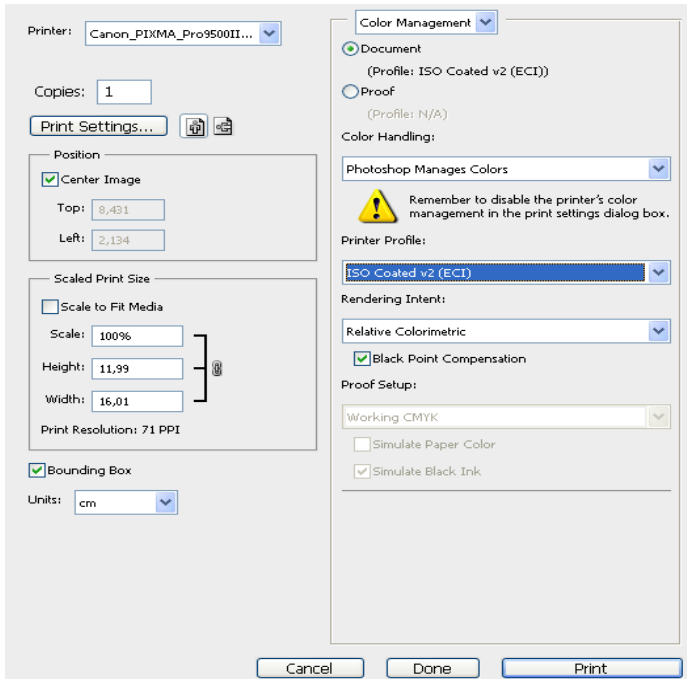 Printer: Canon_PIXMA_Pro9500II...
Copies: 1
Print Settings...
Position
Center Image
Top: 8,431
Left: 2,134
Scaled Print Size
Scale to Fit Media
Scale: 100%
Height: 11,99
Width: 16,01
Print Resolution: 71 PPI
Bounding Box
Units: cm
Color Management
Document
(Profile: ISO Coated v2 (ECI))
Proof
(Profile: N/A)
Color Handling:
Photoshop Manages Colors
Remember to disable the printer's color
management in the print settings dialog box.
Printer Profile:
ISO Coated v2 (ECI)
Rendering Intent:
Relative Colorimetric
Black Point Compensation
Proof Setup:
Working CMYK
Simulate Paper Color
Simulate Black Ink
Cancel
Done
Print